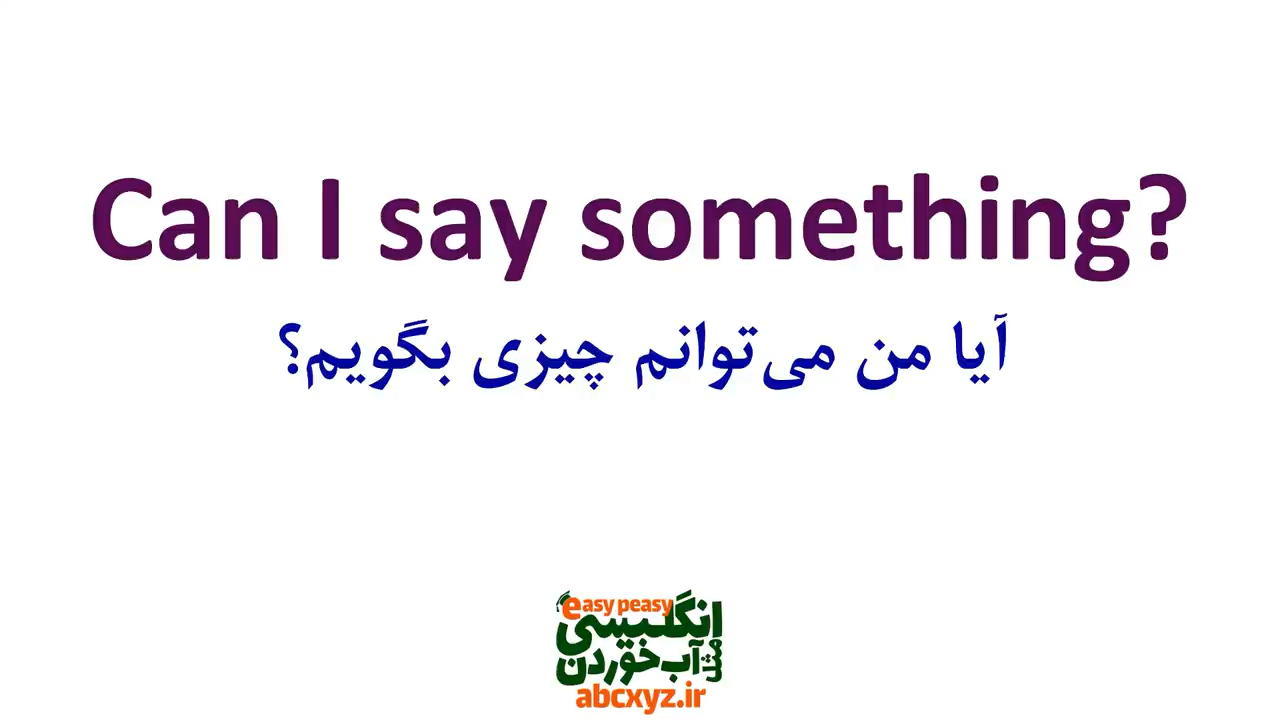 Can I say something?
آیا من می‌توانم چیزی بگویم؟
easy peasy
انگلیسی
مثل آب خوردن
abcxyz.ir